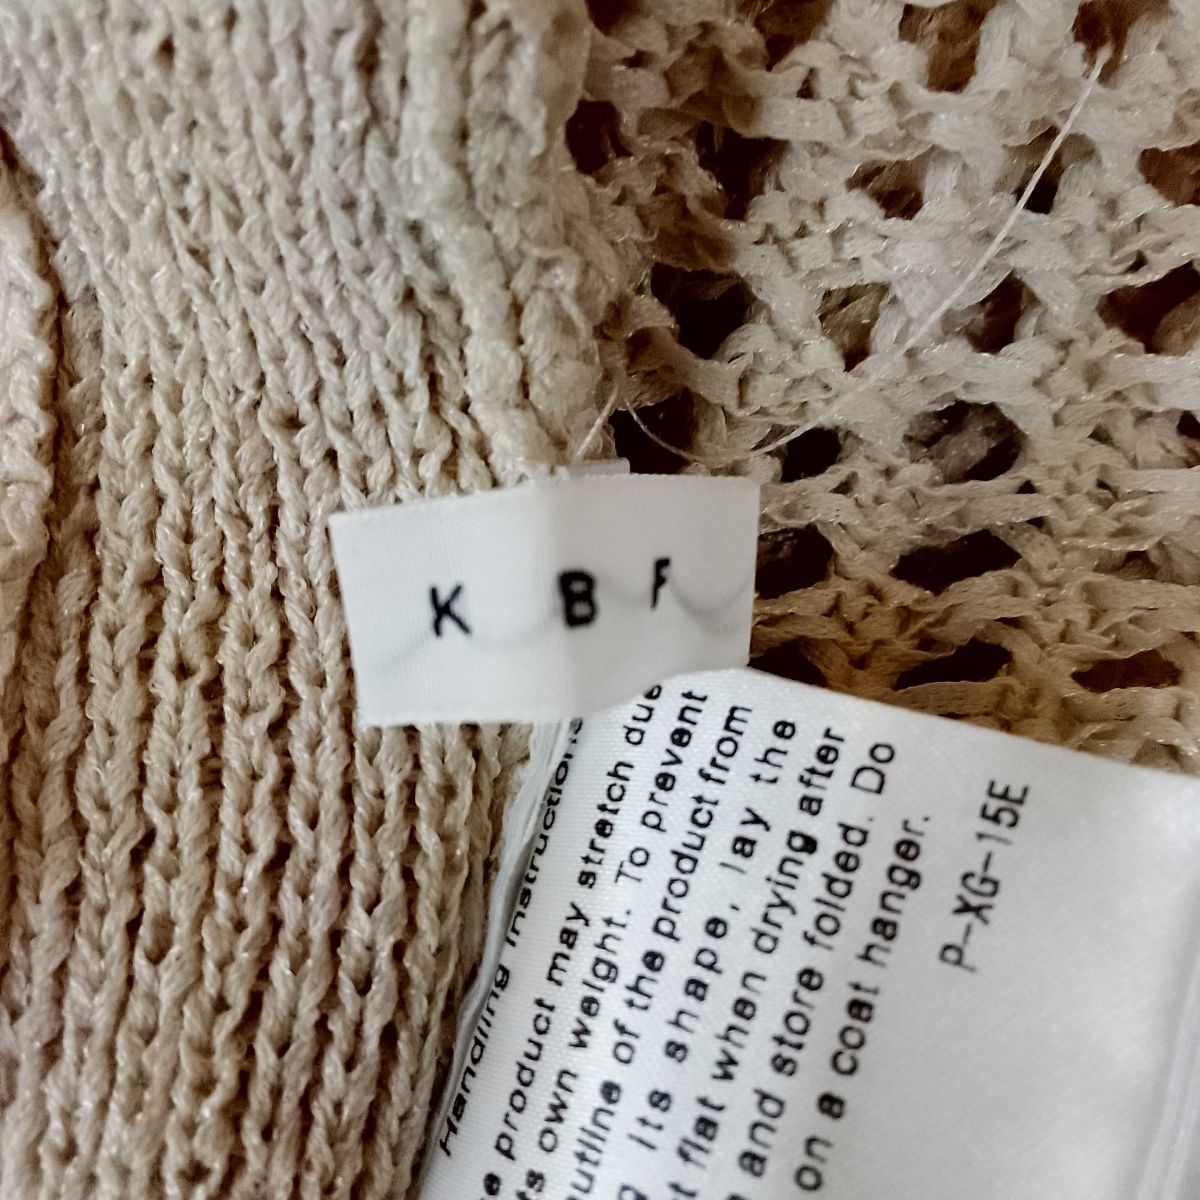 K B F
Handling instructions
product may stretch due
own weight. To prevent
outline of the product from
its shape, lay the
flat when drying after
and store folded. Do
on a coat hanger.
P-XG-15E